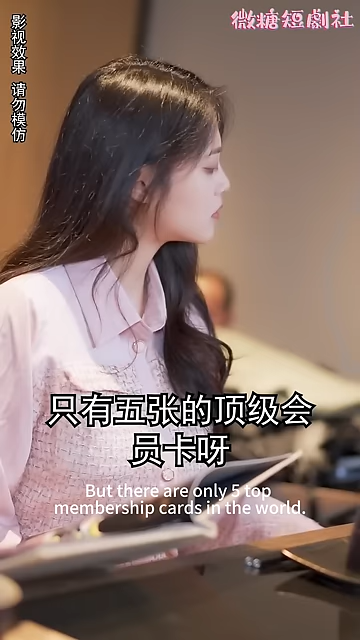 微糖短劇社
影视效果 请勿模仿
只有五张的顶级会
员卡呀
But there are only 5 top
membership cards in the world.